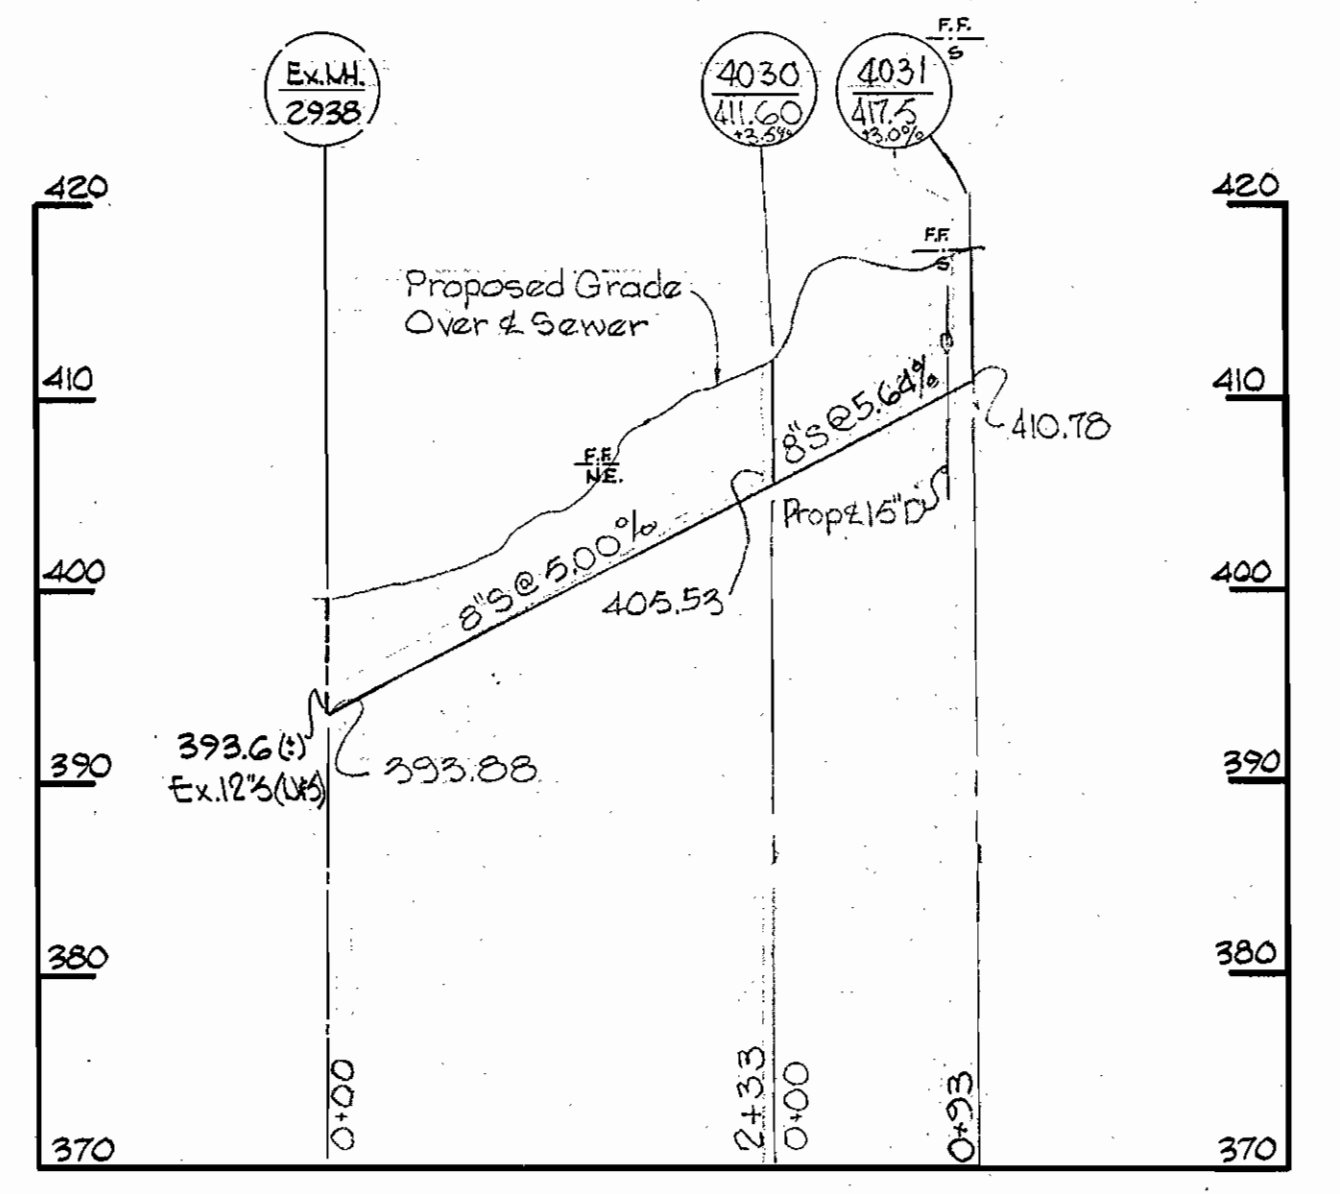 F.F.
S
Ex.MH.
2938
4030
411.60
+3.5%
4031
417.5
+3.0%
420
420
F.F.
S
Proposed Grade
Over ℄ Sewer
410
410
8"S@5.64%
410.78
F.F.
N.E.
Prop ℄ 15"D
8"S@ 5.00%
400
400
405.53
393.6(±)
Ex.12"S(N&S)
393.88
390
390
380
380
0+00
2+33
0+00
0+93
370
370